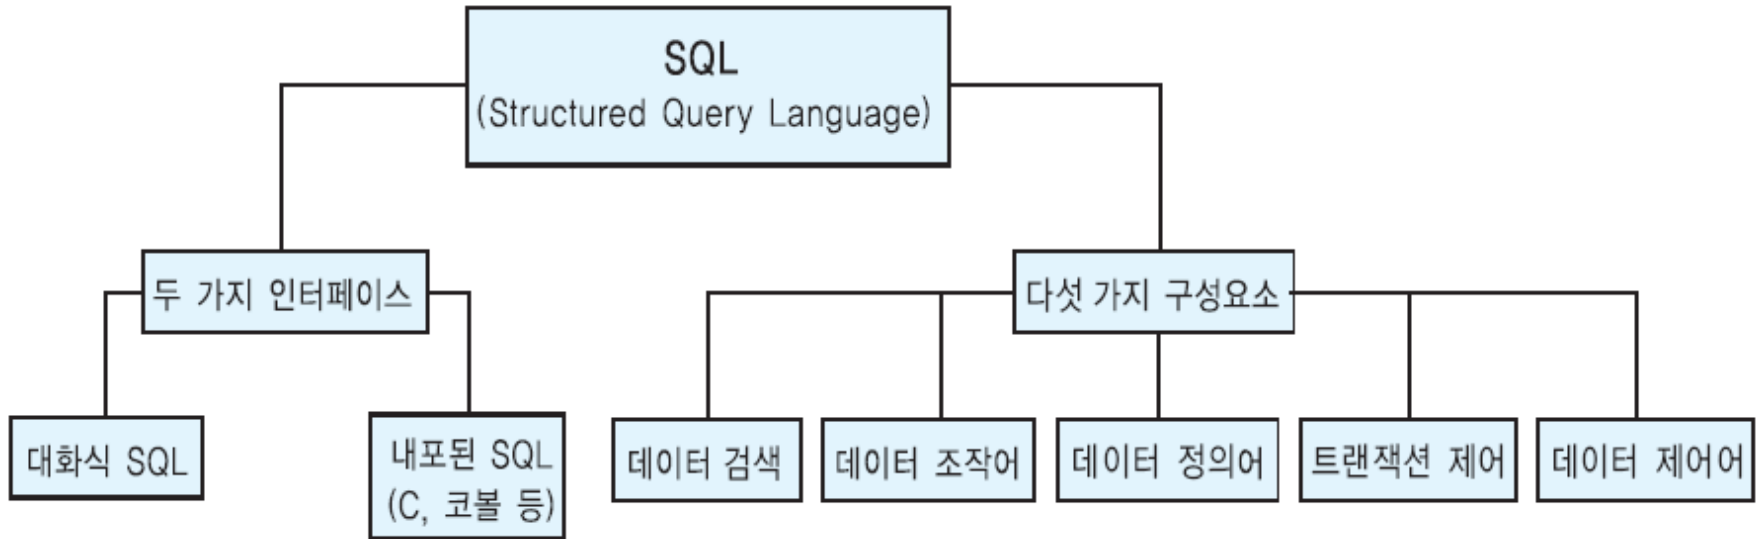 SQL
(Structured Query Language)
두 가지 인터페이스
다섯 가지 구성요소
대화식 SQL
내포된 SQL
(C, 코볼 등)
데이터 검색
데이터 조작어
데이터 정의어
트랜잭션 제어
데이터 제어어